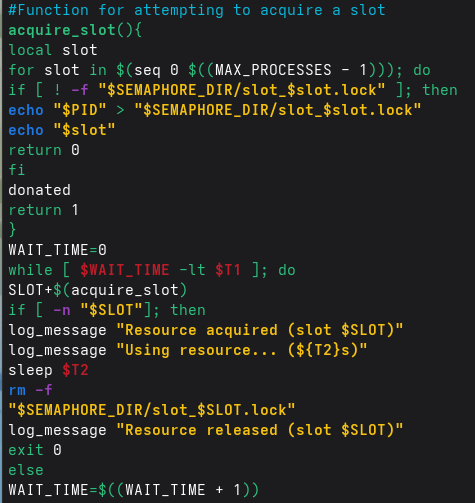 #Function for attempting to acquire a slot
acquire_slot(){
local slot
for slot in $(seq 0 $((MAX_PROCESSES - 1))); do
if [ ! -f "$SEMAPHORE_DIR/slot_$slot.lock" ]; then
echo "$PID" > "$SEMAPHORE_DIR/slot_$slot.lock"
echo "$slot"
return 0
fi
donated
return 1
}
WAIT_TIME=0
while [ $WAIT_TIME -lt $T1 ]; do
SLOT+$(acquire_slot)
if [ -n "$SLOT"]; then
log_message "Resource acquired (slot $SLOT)"
log_message "Using resource... (${T2}s)"
sleep $T2
rm -f
"$SEMAPHORE_DIR/slot_$SLOT.lock"
log_message "Resource released (slot $SLOT)"
exit 0
else
WAIT_TIME=$((WAIT_TIME + 1))